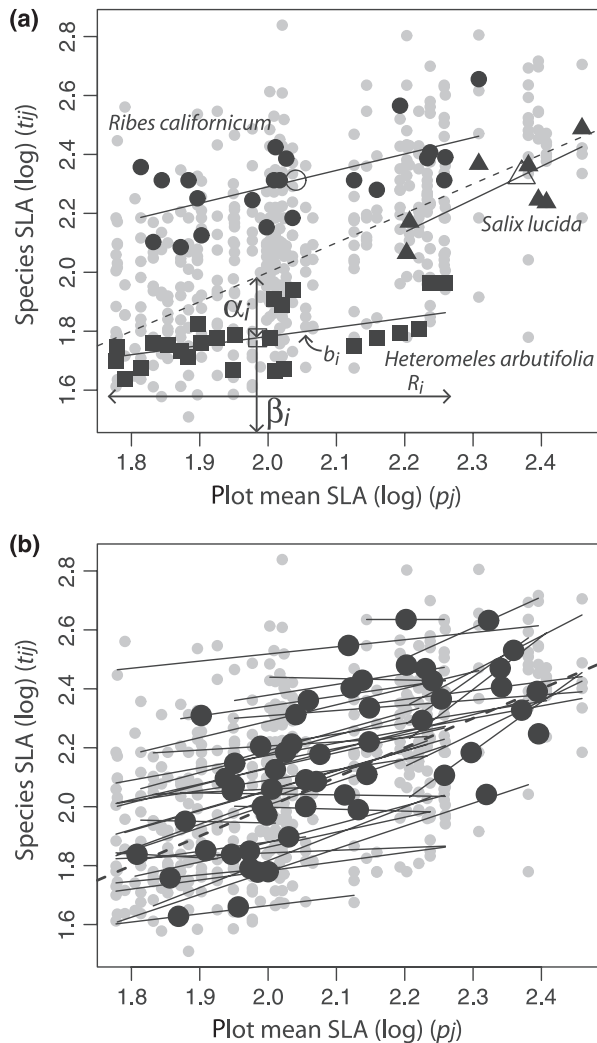 (a)
2.8
2.6
2.4
2.2
2.0
1.8
1.6
Species SLA (log) (tij)
Ribes californicum
Salix lucida
αi
bi
Heteromeles arbutifolia
Ri
βi
1.8 1.9 2.0 2.1 2.2 2.3 2.4
Plot mean SLA (log) (pj)
(b)
2.8
2.6
2.4
2.2
2.0
1.8
1.6
Species SLA (log) (tij)
1.8 1.9 2.0 2.1 2.2 2.3 2.4
Plot mean SLA (log) (pj)